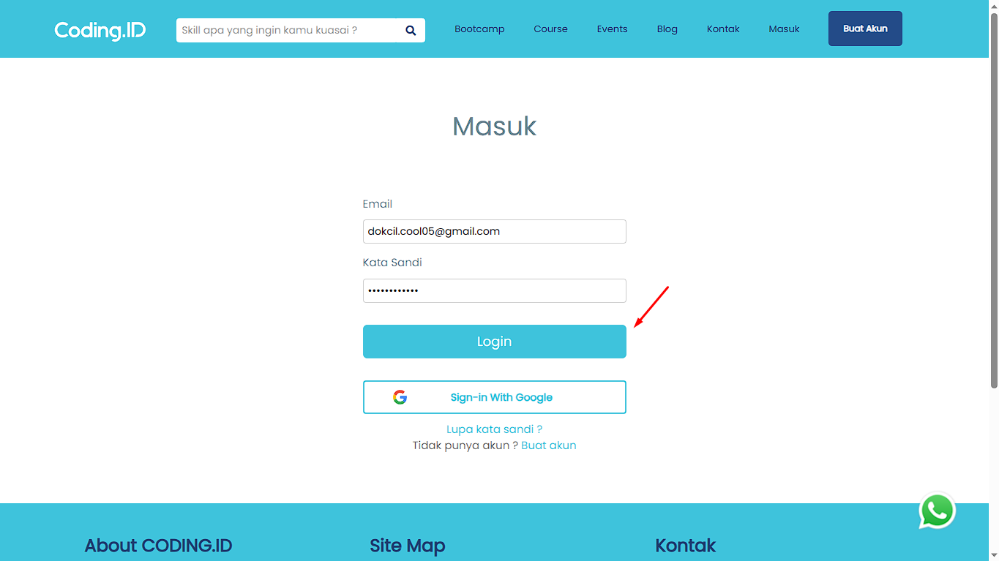 Coding.ID
Skill apa yang ingin kamu kuasai ?
Bootcamp
Course
Events
Blog
Kontak
Masuk
Buat Akun
Masuk
Email
dokcil.cool05@gmail.com
Kata Sandi
••••••••••••
Login
Sign-in With Google
Lupa kata sandi ?
Tidak punya akun ? Buat akun
About CODING.ID
Site Map
Kontak